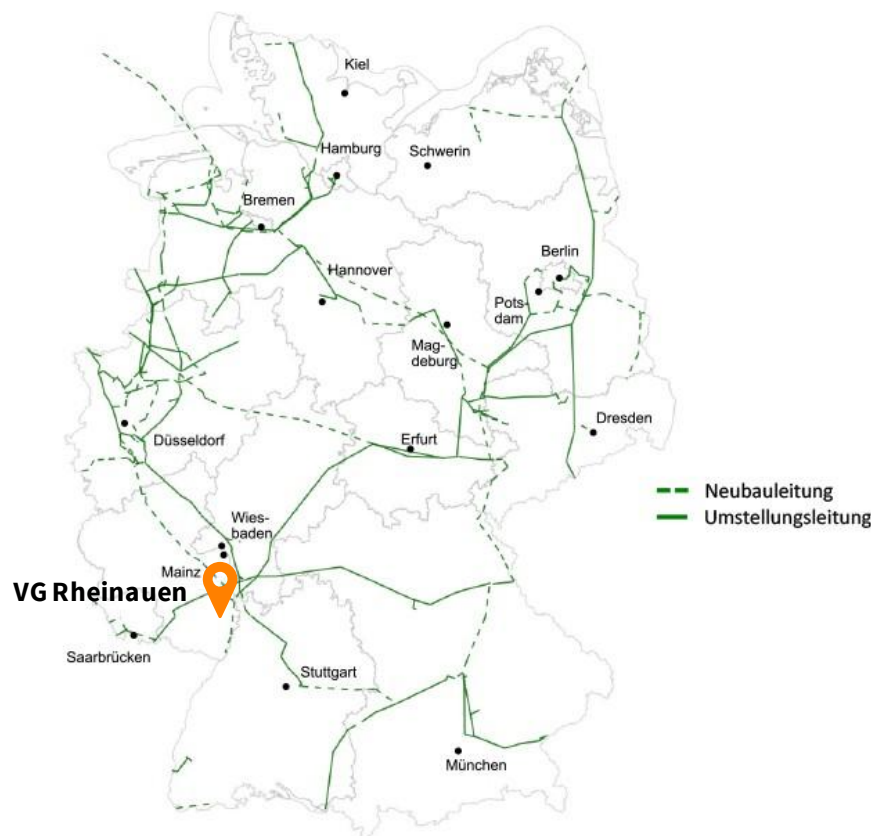 Kiel
Hamburg
Schwerin
Bremen
Hannover
Berlin
Pots-
dam
Mag-
deburg
Düsseldorf
Erfurt
Dresden
Neubauleitung
Umstellungsleitung
Wies-
baden
Mainz
VG Rheinauen
Saarbrücken
Stuttgart
München